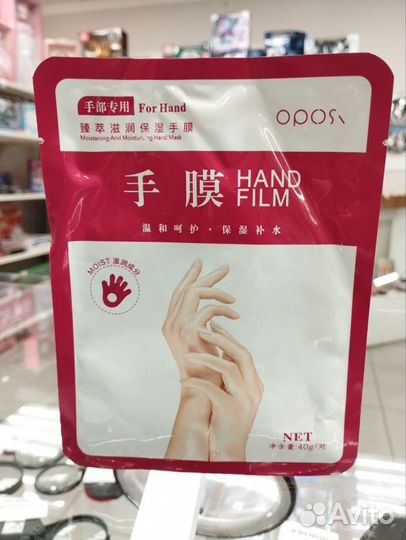 手部专用 For Hand
oposı
臻萃滋润保湿手膜
Moistening And Moisturizing Hand Mask
手膜 HAND FILM
温和呵护·保湿补水
MOIST 滋润成分
NET
净含量:40g/对
Avito